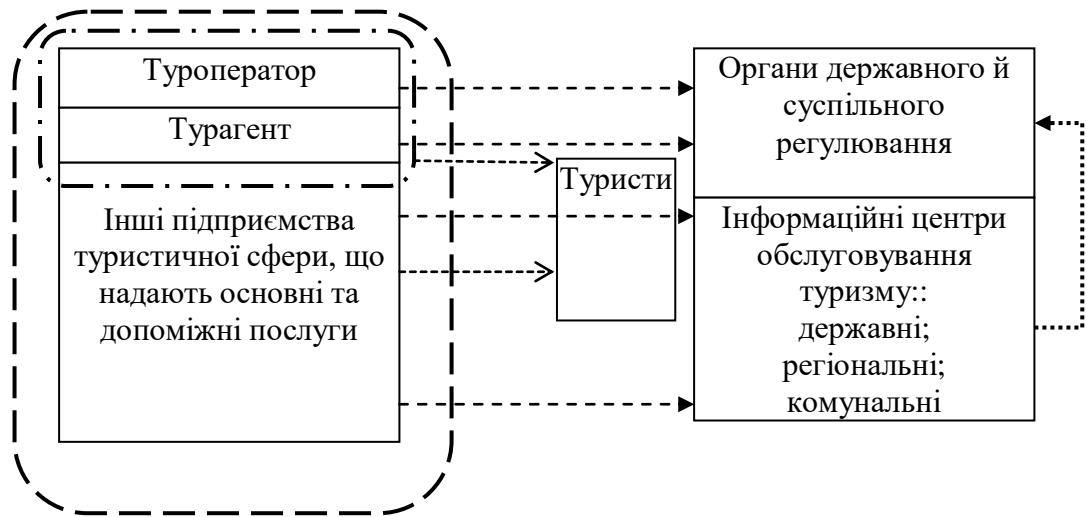 Туроператор
Турагент
Інші підприємства
туристичної сфери, що
надають основні та
допоміжні послуги
Туристи
Органи державного й
суспільного
регулювання
Інформаційні центри
обслуговування
туризму::
державні;
регіональні;
комунальні